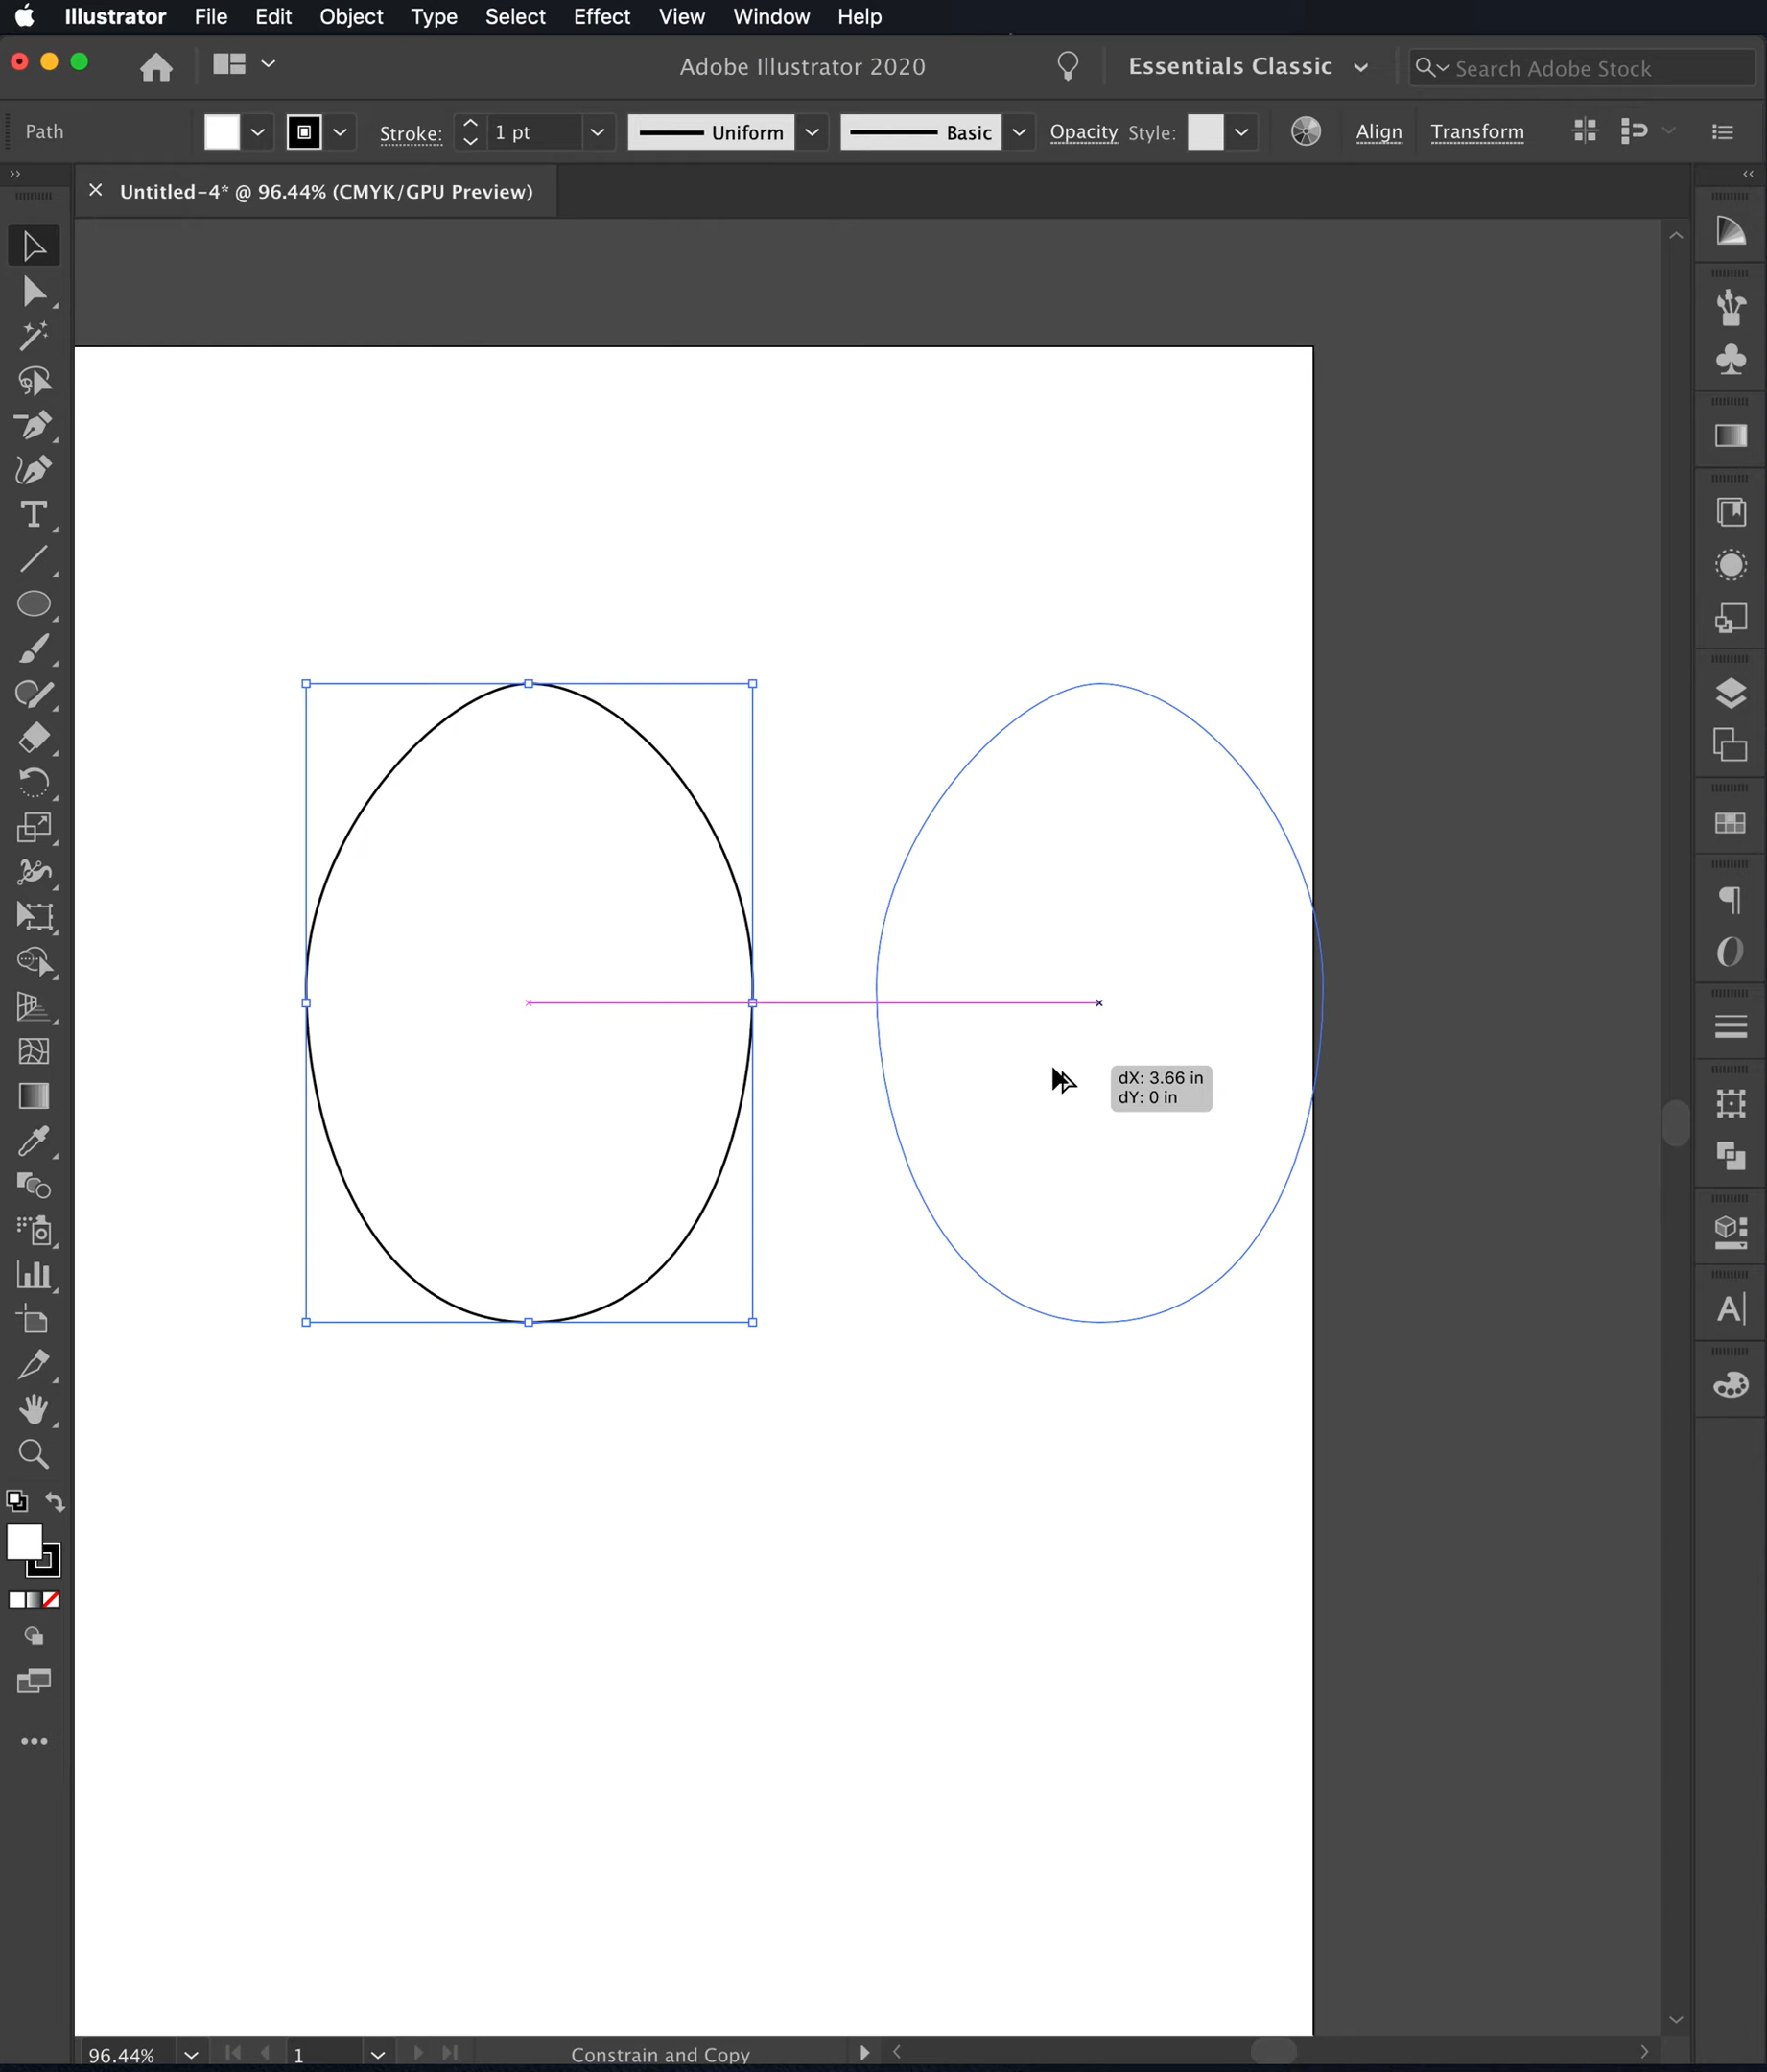 Illustrator File Edit Object Type Select Effect View Window Help
Adobe Illustrator 2020 Essentials Classic Search Adobe Stock
Path Stroke: 1 pt Uniform Basic Opacity Style: Align Transform
Untitled-4* @ 96.44% (CMYK/GPU Preview)
dX: 3.66 in
dY: 0 in
96.44% 1 Constrain and Copy